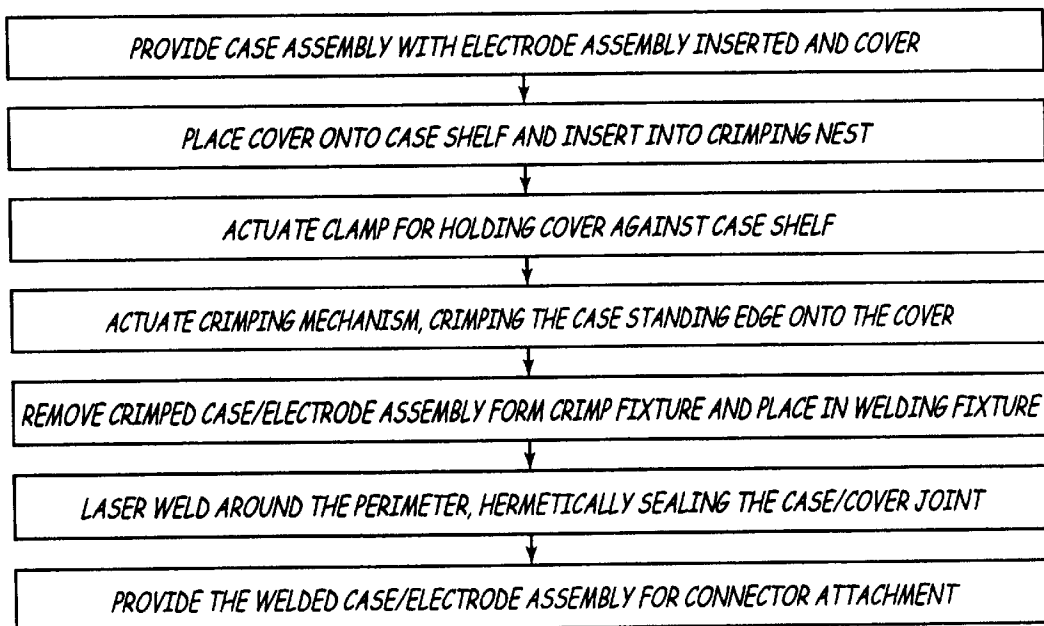 PROVIDE CASE ASSEMBLY WITH ELECTRODE ASSEMBLY INSERTED AND COVER
PLACE COVER ONTO CASE SHELF AND INSERT INTO CRIMPING NEST
ACTUATE CLAMP FOR HOLDING COVER AGAINST CASE SHELF
ACTUATE CRIMPING MECHANISM, CRIMPING THE CASE STANDING EDGE ONTO THE COVER
REMOVE CRIMPED CASE/ELECTRODE ASSEMBLY FORM CRIMP FIXTURE AND PLACE IN WELDING FIXTURE
LASER WELD AROUND THE PERIMETER, HERMETICALLY SEALING THE CASE/COVER JOINT
PROVIDE THE WELDED CASE/ELECTRODE ASSEMBLY FOR CONNECTOR ATTACHMENT